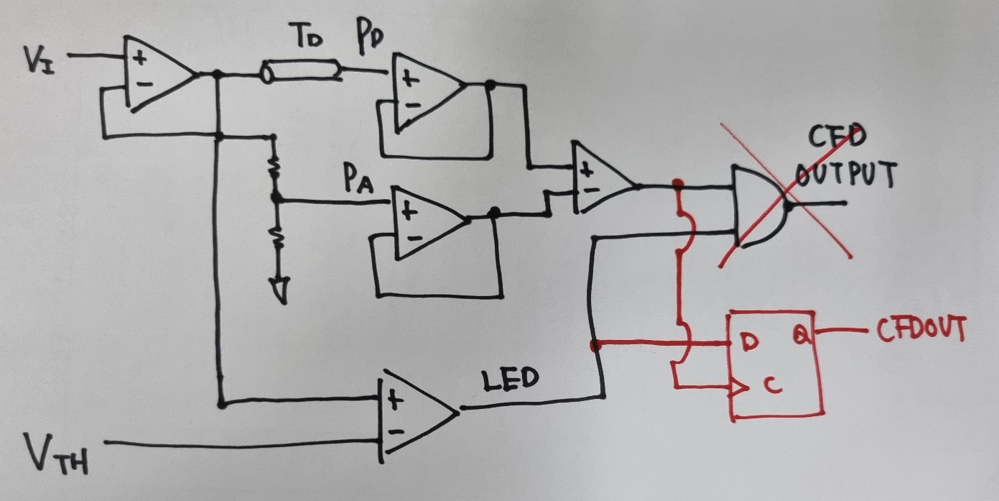 VI
TD
PD
+
-
+
-
PA
+
-
+
-
CFD
OUTPUT
D
Q
CFDOUT
C
LED
+
-
VTH